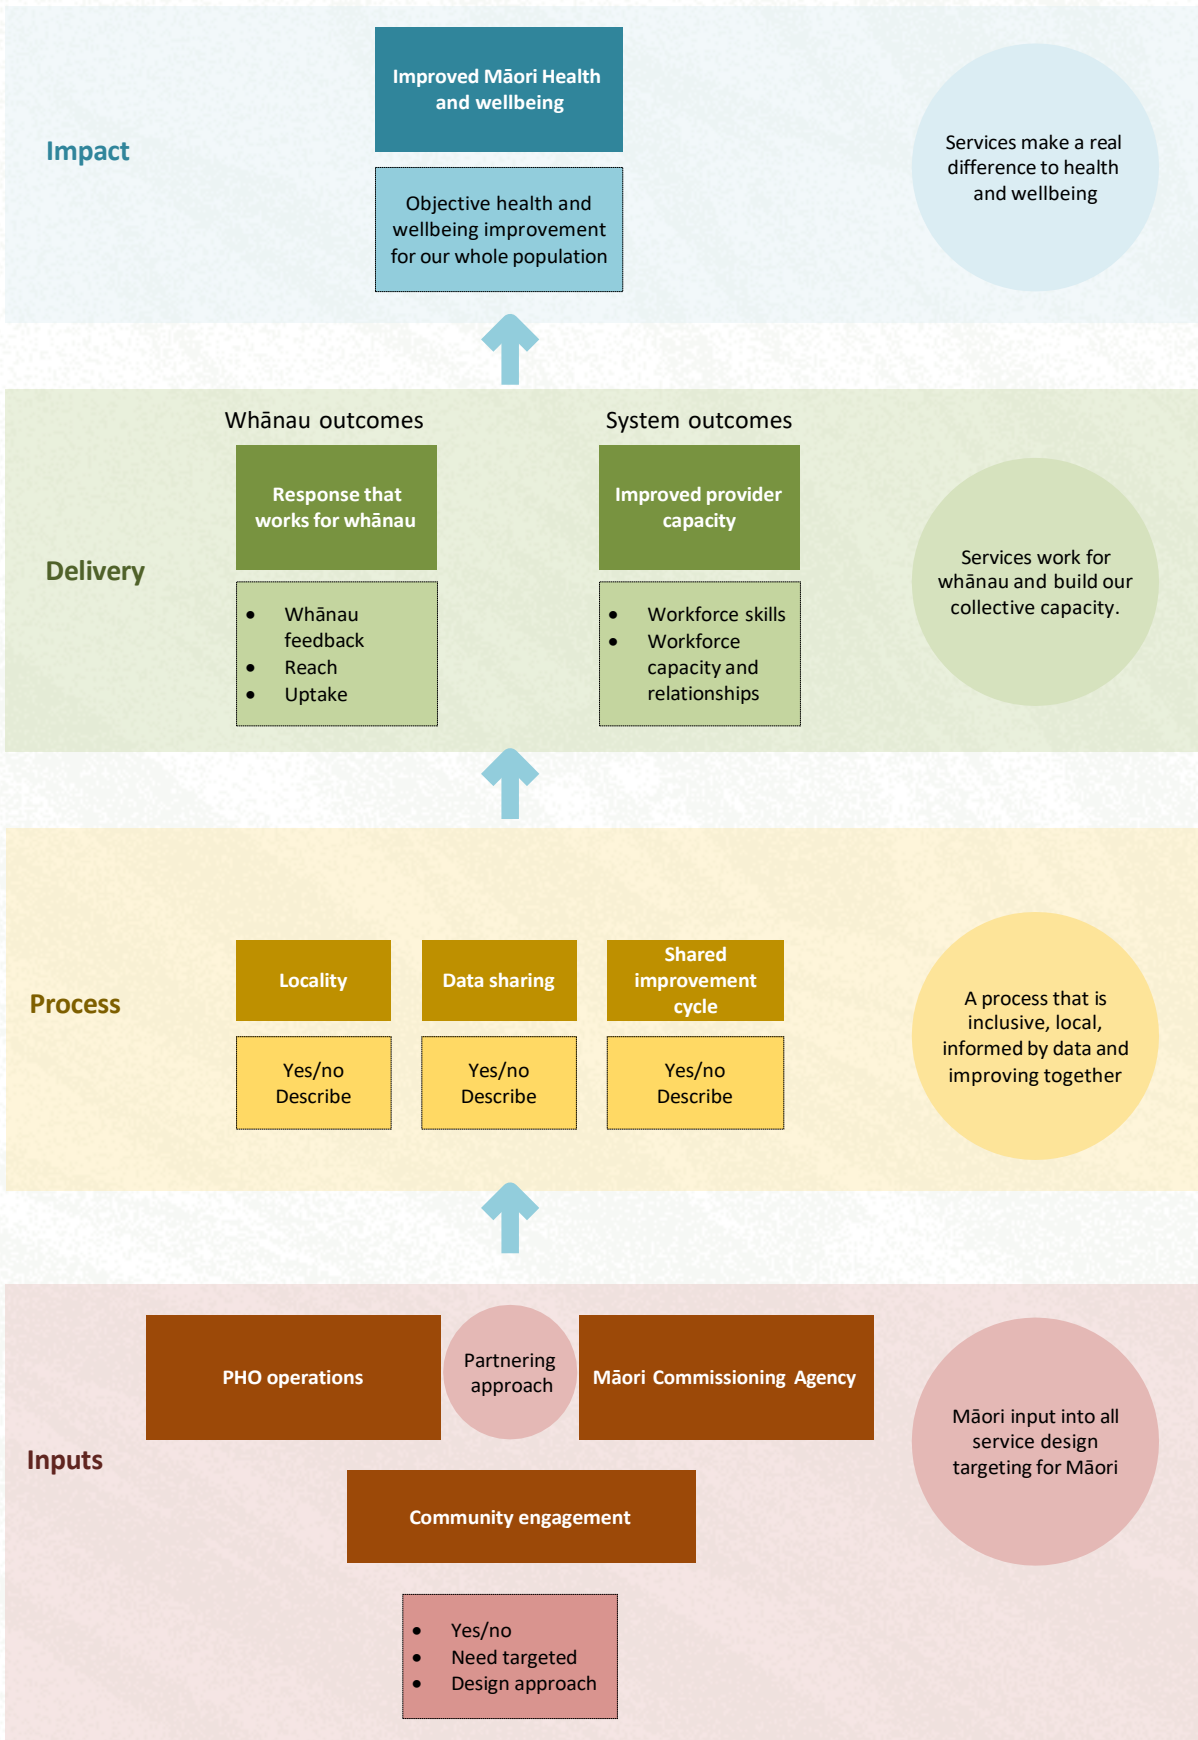 Improved Māori Health
and wellbeing
Impact
Objective health and
wellbeing improvement
for our whole population
Services make a real
difference to health
and wellbeing
Whānau outcomes
System outcomes
Response that
works for whānau
Improved provider
capacity
Delivery
• Whānau
feedback
• Reach
• Uptake
• Workforce skills
• Workforce
capacity and
relationships
Services work for
whānau and build our
collective capacity.
Process
Locality
Data sharing
Shared
improvement
cycle
Yes/no
Describe
Yes/no
Describe
Yes/no
Describe
A process that is
inclusive, local,
informed by data and
improving together
Inputs
PHO operations
Partnering
approach
Māori Commissioning Agency
Community engagement
• Yes/no
• Need targeted
• Design approach
Māori input into all
service design
targeting for Māori